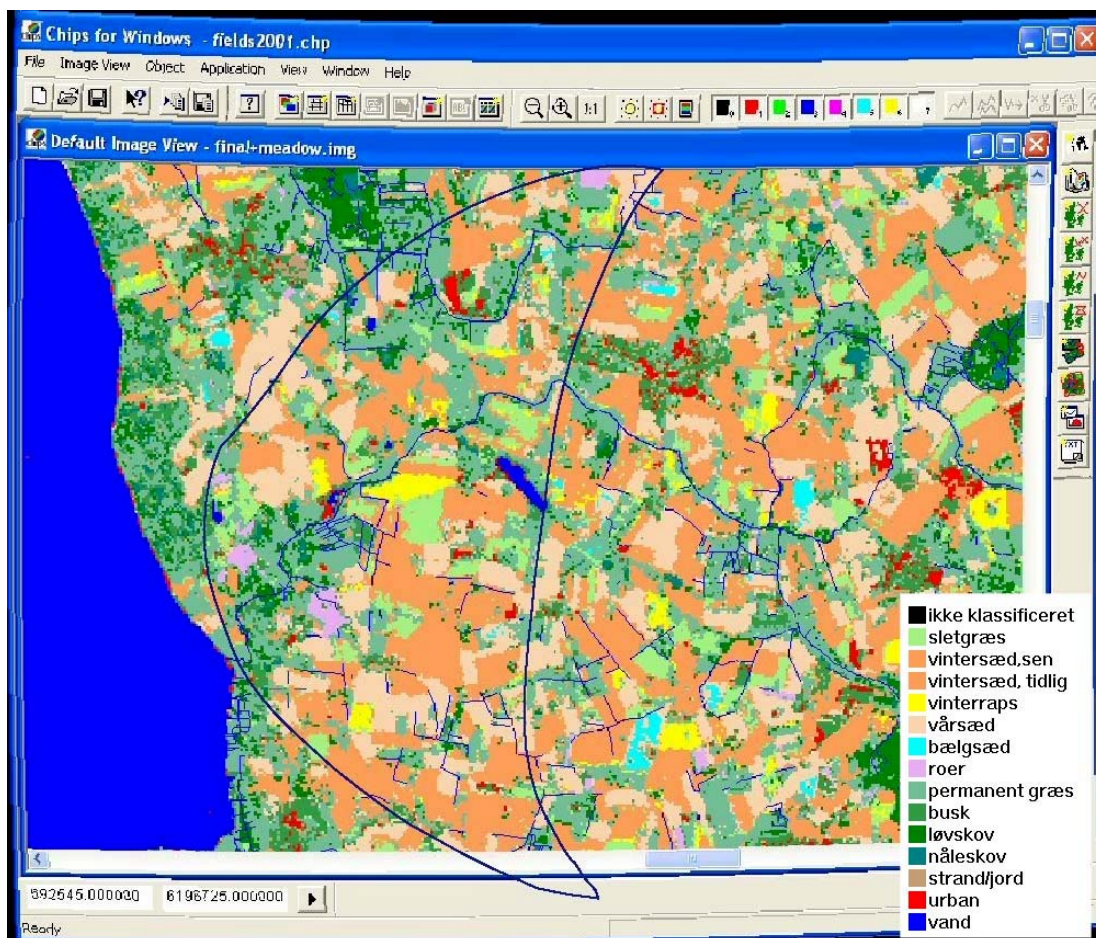 Chips for Windows - fields2001.chp
File Image View Object Application View Window Help
1:1
Default Image View - final+meadow.img
TXT
ikke klassificeret
sletgræs
vintersæd,sen
vintersæd, tidlig
vinterraps
vårsæd
bælgsæd
roer
permanent græs
busk
løvskov
nåleskov
strand/jord
urban
vand
6196725.000000
Ready